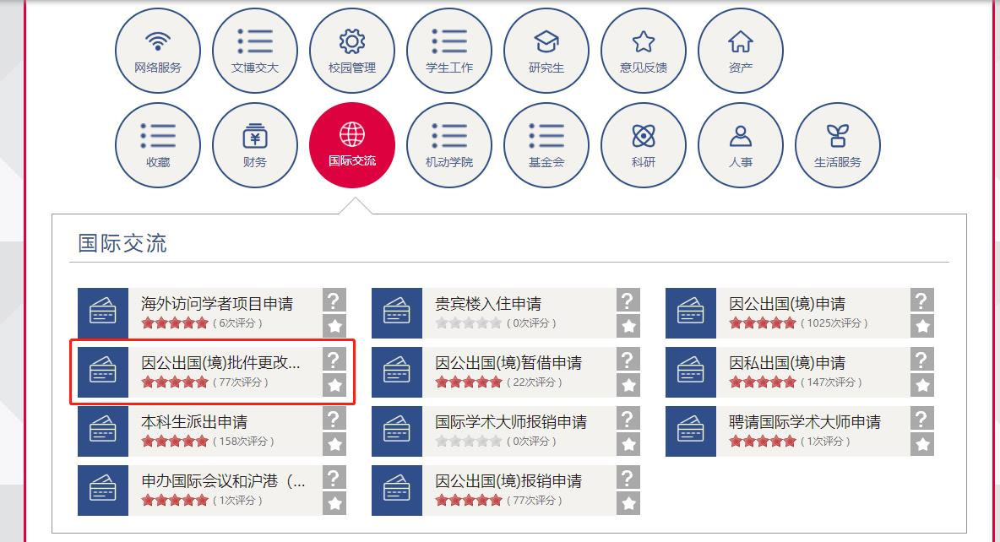 网络服务
文博交大
校园管理
学生工作
研究生
意见反馈
资产
收藏
财务
国际交流
机动学院
基金会
科研
人事
生活服务
国际交流
海外访问学者项目申请
(6次评分)
贵宾楼入住申请
(0次评分)
因公出国(境)申请
(1025次评分)
因公出国(境)批件更改...
(77次评分)
因公出国(境)暂借申请
(22次评分)
因私出国(境)申请
(147次评分)
本科生派出申请
(158次评分)
国际学术大师报销申请
(0次评分)
聘请国际学术大师申请
(1次评分)
申办国际会议和沪港（...
(1次评分)
因公出国(境)报销申请
(77次评分)